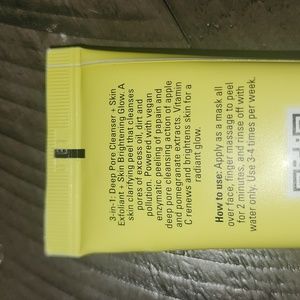 3-in-1: Deep Pore Cleanser + Skin
Exfoliant + Skin Brightening Glow. A
skin clarifying peel that cleanses
pores of excess oil, dirt and
pollution. Powered with vegan
enzymatic peeling of papain and
deep pore cleansing action of apple
and pomegranate extracts. Vitamin
C renews and brightens skin for a
radiant glow.
How to use: Apply as a mask all
over face, finger massage to peel
for 2 minutes, and rinse off with
water only. Use 3-4 times per week.